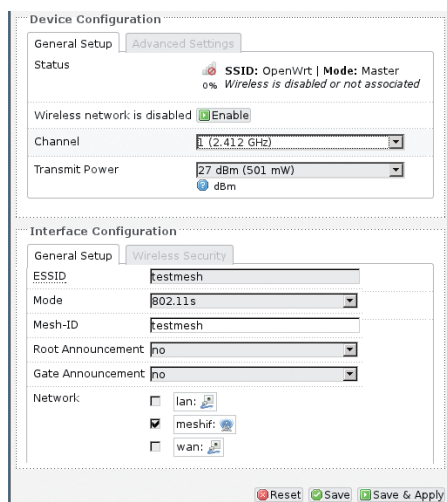 Device Configuration
General Setup
Advanced Settings
Status
SSID: OpenWrt | Mode: Master
0% Wireless is disabled or not associated
Wireless network is disabled Enable
Channel 1 (2.412 GHz)
Transmit Power 27 dBm (501 mW)
dBm
Interface Configuration
General Setup
Wireless Security
ESSID testmesh
Mode 802.11s
Mesh-ID testmesh
Root Announcement no
Gate Announcement no
Network lan:
meshif:
wan:
Reset Save Save & Apply